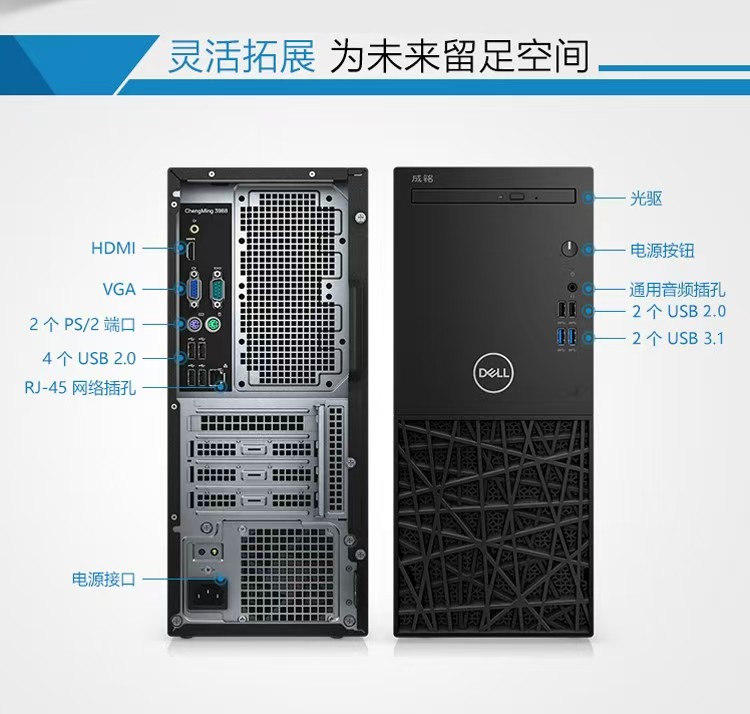 灵活拓展 为未来留足空间
ChengMing 3988
HDMI
VGA
2 个 PS/2 端口
4 个 USB 2.0
RJ-45 网络插孔
电源接口
成铭
光驱
电源按钮
通用音频插孔
2 个 USB 2.0
2 个 USB 3.1
DELL